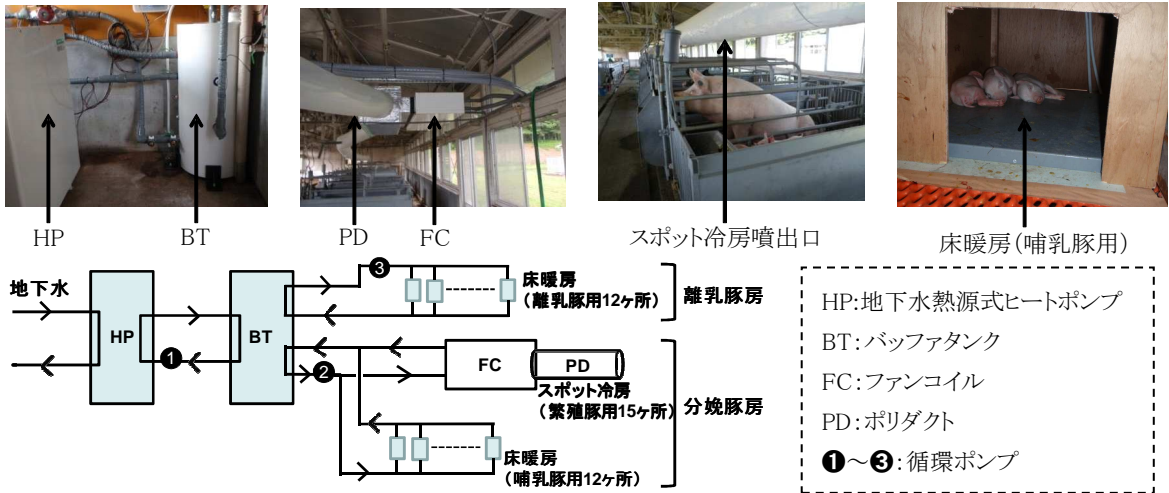 HP
BT
PD
FC
スポット冷房噴出口
床暖房(哺乳豚用)
地下水
HP
❶
BT
❸
床暖房
(離乳豚用12ヶ所)
離乳豚房
❷
FC
PD
スポット冷房
(繁殖豚用15ヶ所)
床暖房
(哺乳豚用12ヶ所)
分娩豚房
HP:地下水熱源式ヒートポンプ
BT:バッファタンク
FC:ファンコイル
PD:ポリダクト
❶～❸:循環ポンプ